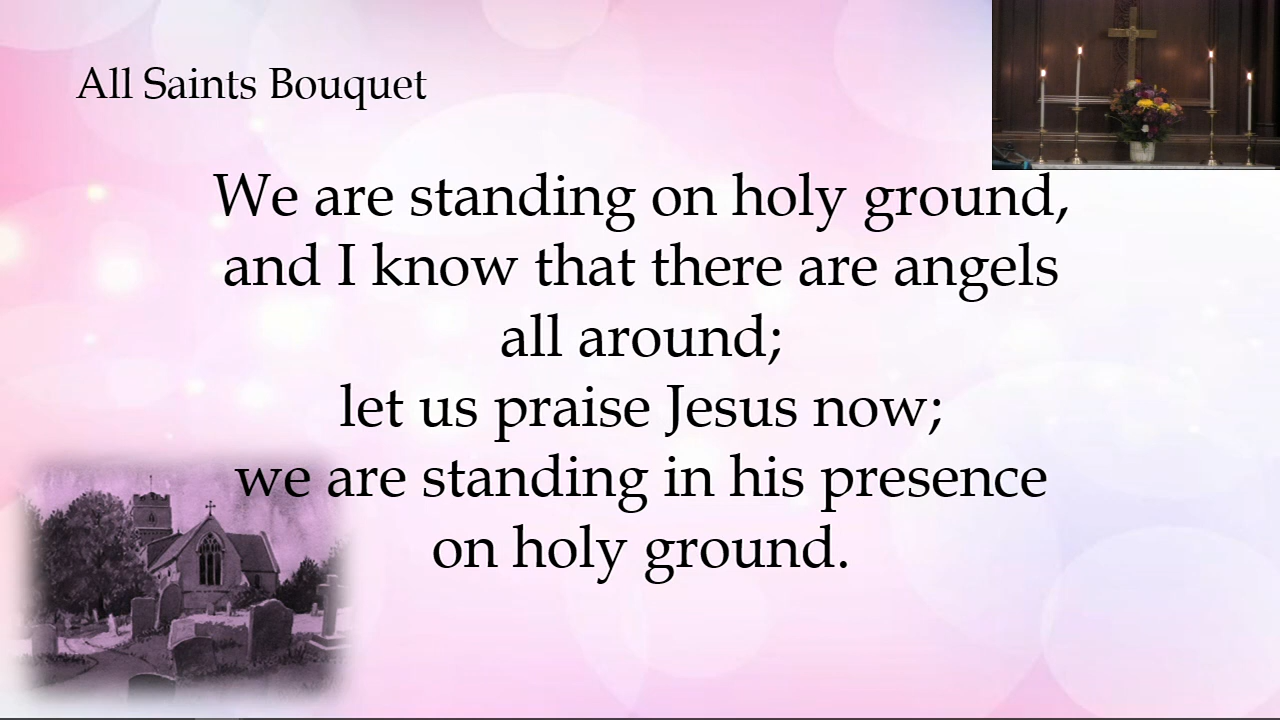 All Saints Bouquet
We are standing on holy ground,
and I know that there are angels
all around;
let us praise Jesus now;
we are standing in his presence
on holy ground.